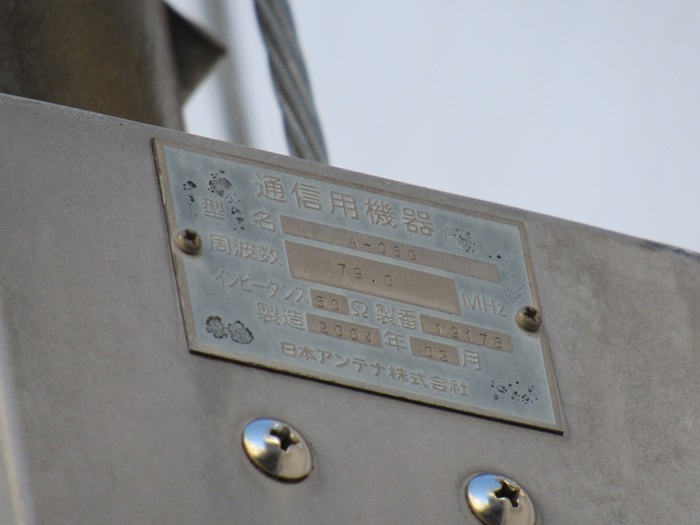 通信用機器
型名 A-060
周波数 79.0 MHz
インピータンス 50 Ω 製番 19176
製造 2004 年 02 月
日本アンテナ株式会社